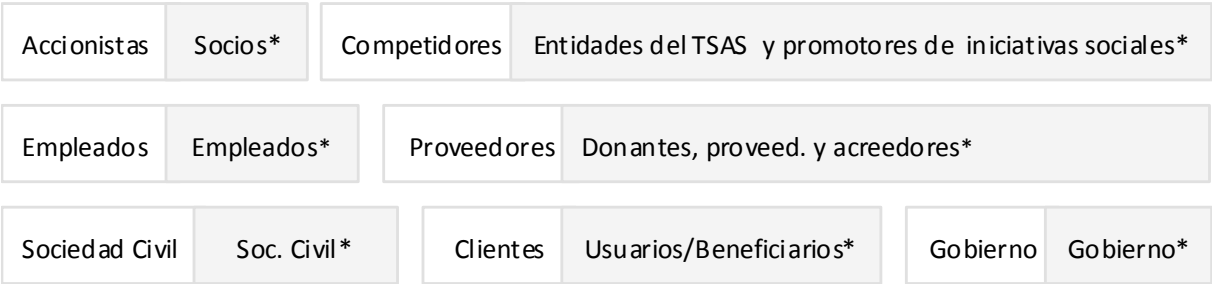 Accionistas Socios* Competidores Entidades del TSAS y promotores de iniciativas sociales*
Empleados Empleados* Proveedores Donantes, proveed. y acreedores*
Sociedad Civil Soc. Civil* Clientes Usuarios/Beneficiarios* Gobierno Gobierno*